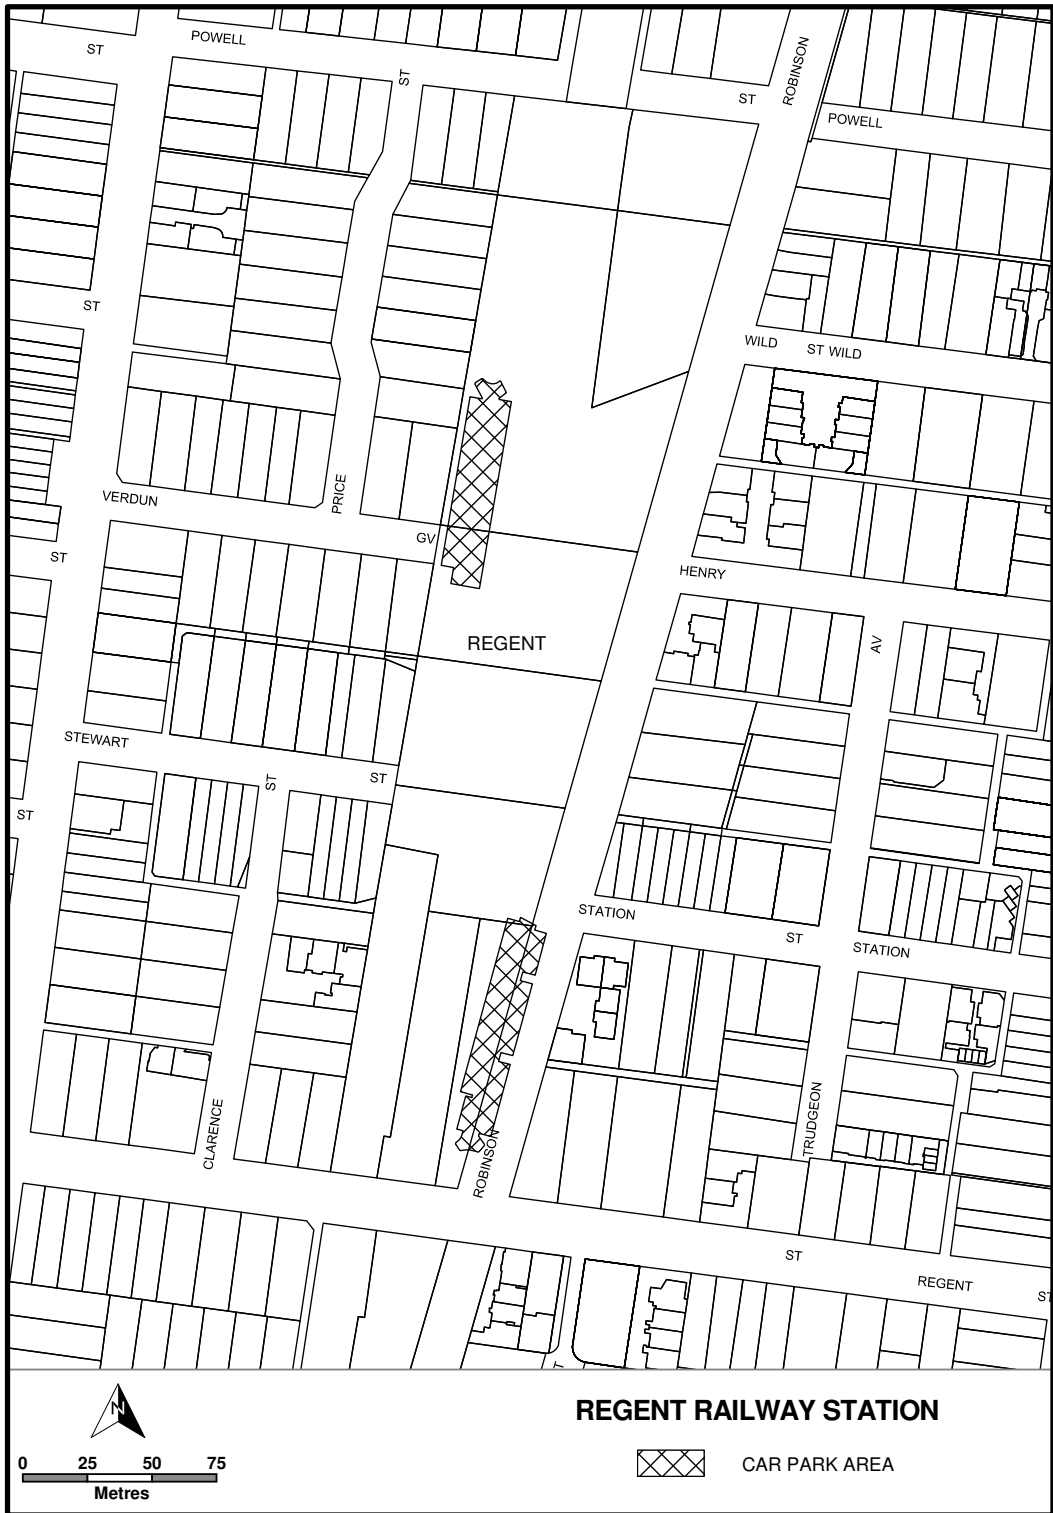 POWELL
ST
ST
ROBINSON
ST
POWELL
ST
WILD
ST WILD
VERDUN
PRICE
GV
ST
HENRY
REGENT
AV
STEWART
ST
ST
ST
STATION
ST
STATION
CLARENCE
TRUDGEON
ROBINSON
ST
REGENT
ST
T
N
REGENT RAILWAY STATION
0 25 50 75
Metres
CAR PARK AREA